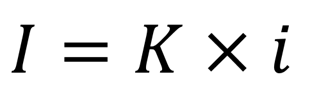 I = K × i